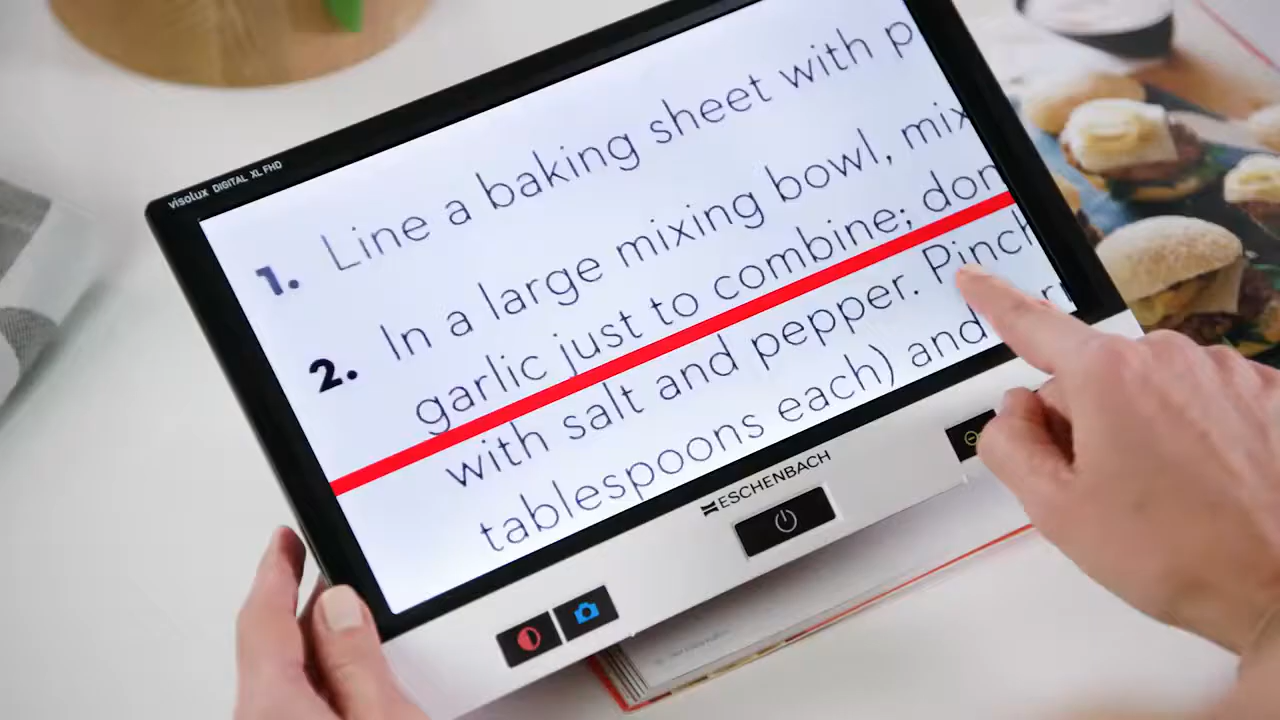 visolux DIGITAL XL FHD
1. Line a baking sheet with p
2. In a large mixing bowl, mix
garlic just to combine; don
with salt and pepper. Pinch
tablespoons each) and
ESCHENBACH